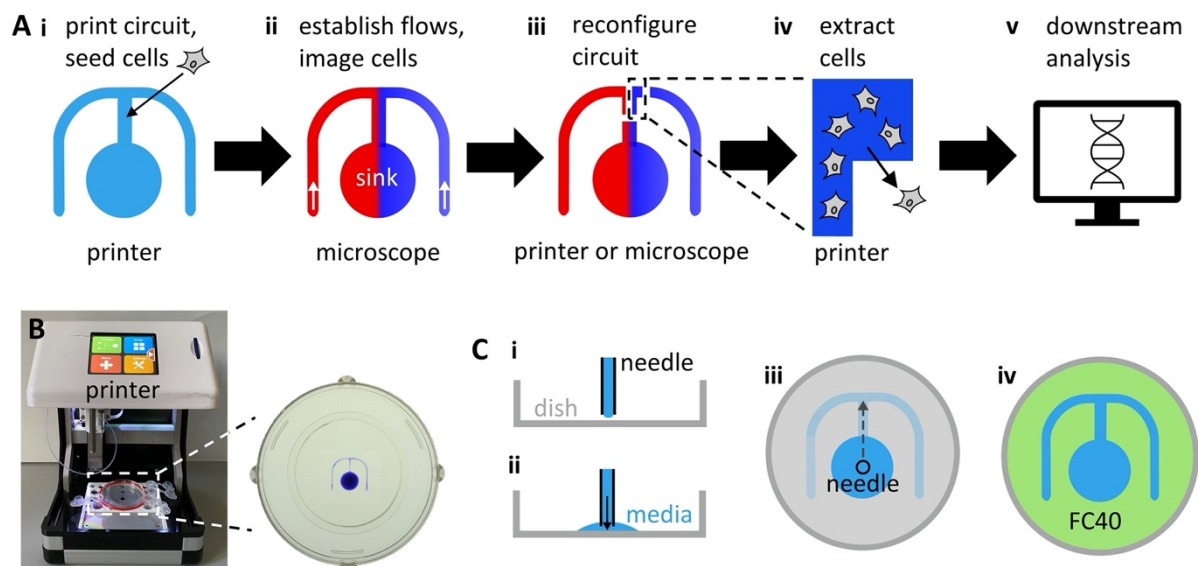 A
i
print circuit,
seed cells
printer
ii
establish flows,
image cells
sink
microscope
iii
reconfigure
circuit
printer or microscope
iv
extract
cells
printer
v
downstream
analysis
B
printer
C
i
needle
dish
ii
media
iii
needle
iv
FC40